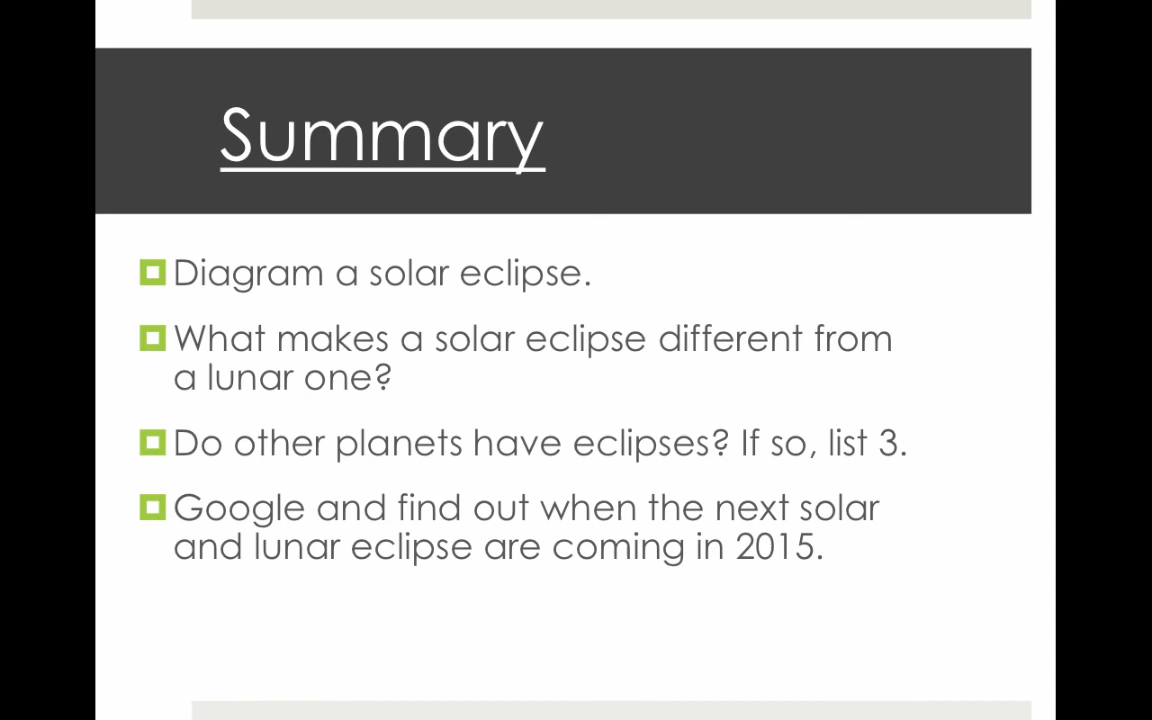 Summary
Diagram a solar eclipse.
What makes a solar eclipse different from
a lunar one?
Do other planets have eclipses? If so, list 3.
Google and find out when the next solar
and lunar eclipse are coming in 2015.